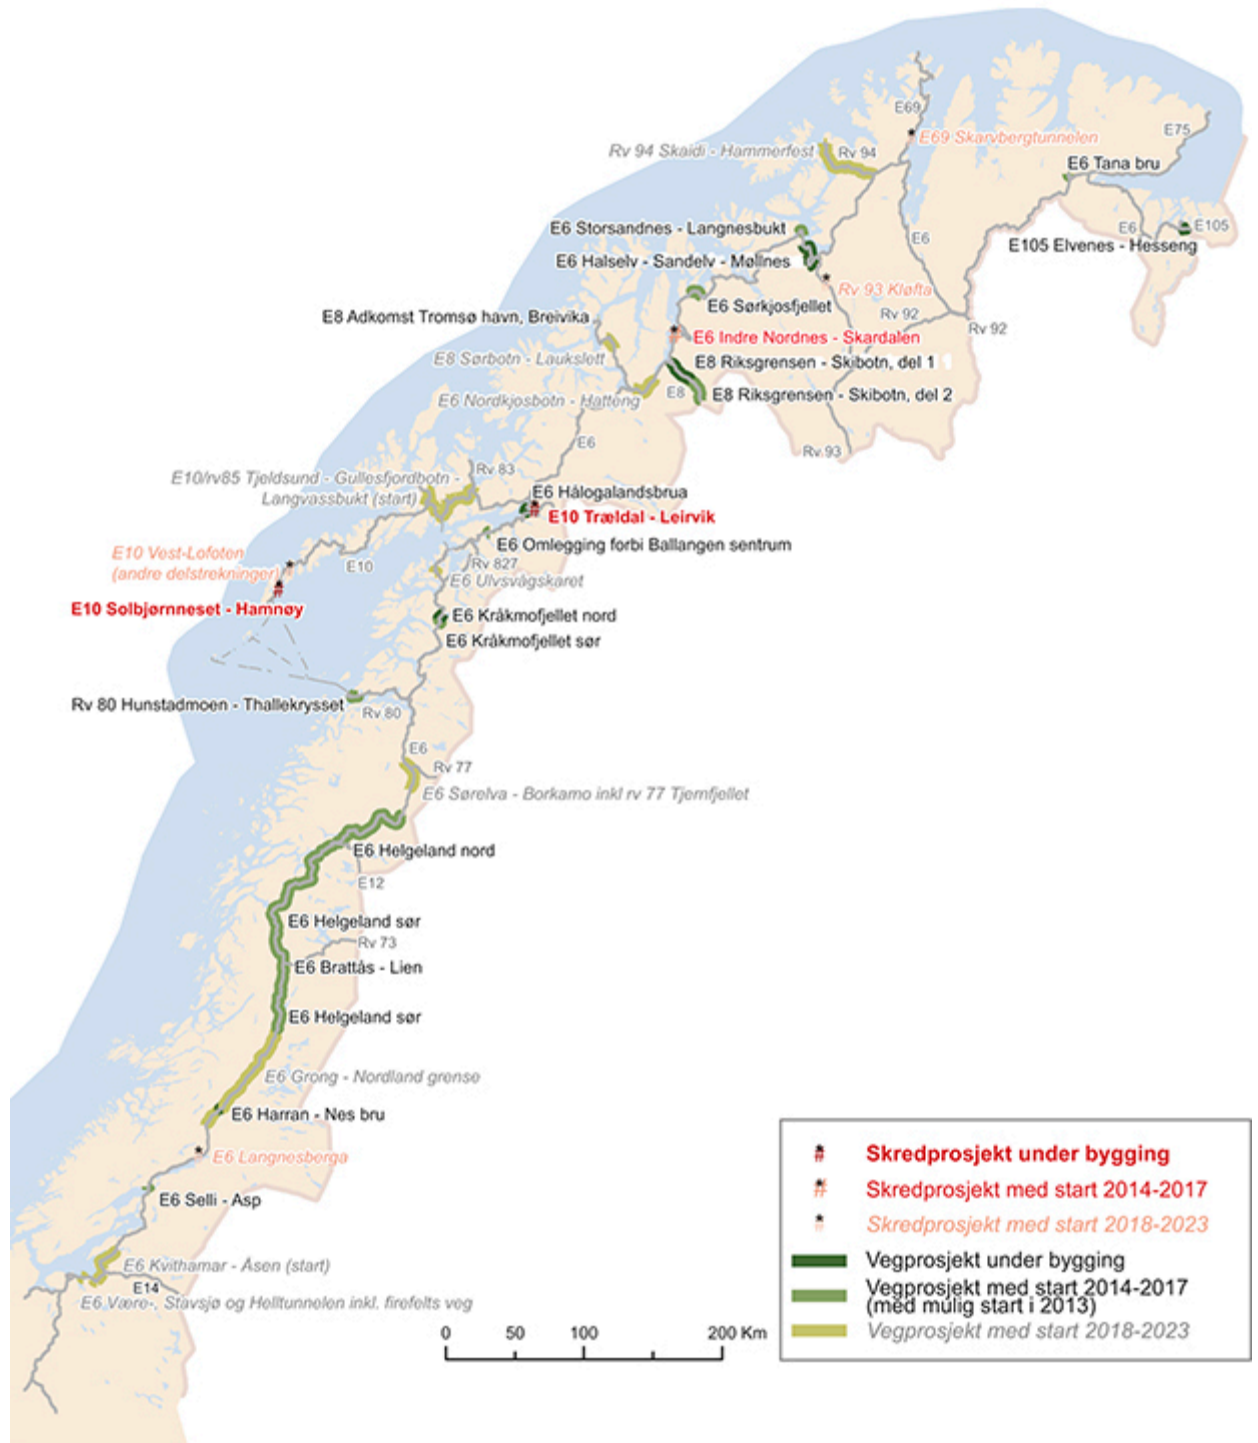 E69
E69 Skarvbergtunnelen
E75
Rv 94 Skaidi - Hammerfest
Rv 94
E6 Tana bru
E6 Storsandnes - Langnesbukt
E6
E6
E105
E105 Elvenes - Hesseng
E6 Halselv - Sandelv - Møllnes
Rv 93 Kløfta
E6 Sørkjosfjellet
E8 Adkomst Tromsø havn, Breivika
Rv 92
Rv 92
E6 Indre Nordnes - Skardalen
E8 Sørbotn - Laukslett
E8 Riksgrensen - Skibotn, del 1
E8
E8 Riksgrensen - Skibotn, del 2
E6 Nordkjosbotn - Hatteng
E6
Rv 93
Rv 83
E10/rv85 Tjeldsund - Gullesfjordbotn -
Langvassbukt (start)
E6 Hålogalandsbrua
E10 Trældal - Leirvik
E6 Omlegging forbi Ballangen sentrum
E10 Vest-Lofoten
(andre delstrekninger)
E10
Rv 827
E6 Ulvsvågskaret
E10 Solbjørnneset - Hamnøy
E6 Kråkmofjellet nord
E6 Kråkmofjellet sør
Rv 80 Hunstadmoen - Thallekrysset
Rv 80
E6
Rv 77
E6 Sørelva - Borkamo inkl rv 77 Tjernfjellet
E6 Helgeland nord
E12
E6 Helgeland sør
Rv 73
E6 Brattås - Lien
E6 Helgeland sør
E6 Grong - Nordland grense
E6 Harran - Nes bru
E6 Langnesberga
E6 Selli - Asp
E6 Kvithamar - Åsen (start)
E14
E6 Være-, Stavsjø og Helltunnelen inkl. firefelts veg
0 50 100 200 Km
Skredprosjekt under bygging
Skredprosjekt med start 2014-2017
Skredprosjekt med start 2018-2023
Vegprosjekt under bygging
Vegprosjekt med start 2014-2017
(med mulig start i 2013)
Vegprosjekt med start 2018-2023